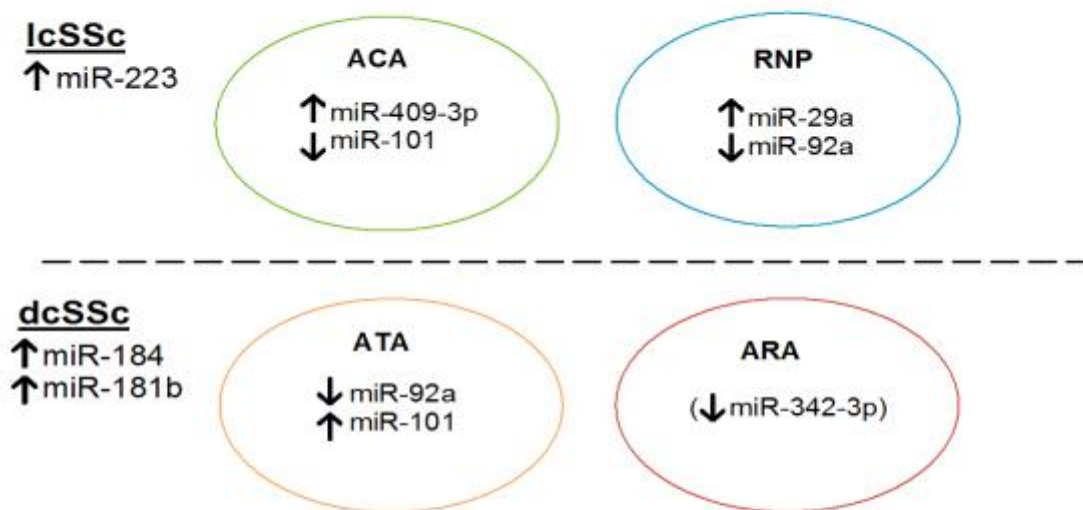 lcSSc
↑ miR-223
ACA
↑ miR-409-3p
↓ miR-101
RNP
↑ miR-29a
↓ miR-92a
dcSSc
↑ miR-184
↑ miR-181b
ATA
↓ miR-92a
↑ miR-101
ARA
(↓ miR-342-3p)